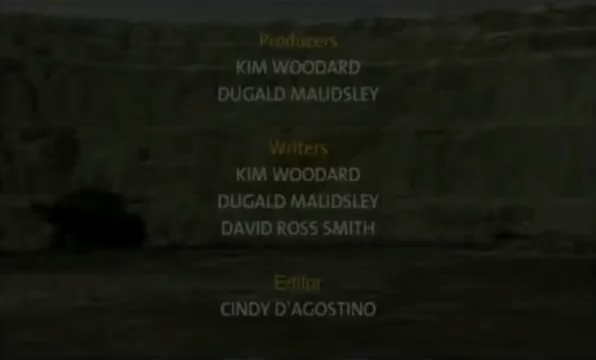 Producers
KIM WOODARD
DUGALD MAUDSLEY
Writers
KIM WOODARD
DUGALD MAUDSLEY
DAVID ROSS SMITH
Editor
CINDY D'AGOSTINO